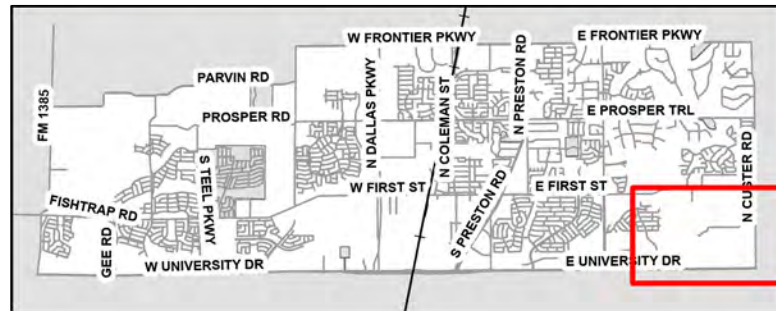 W FRONTIER PKWY
E FRONTIER PKWY
PARVIN RD
PROSPER RD
E PROSPER TRL
FM 1385
S TEEL PKWY
N DALLAS PKWY
N COLEMAN ST
N PRESTON RD
W FIRST ST
E FIRST ST
S PRESTON RD
N CUSTER RD
FISHTRAP RD
GEE RD
W UNIVERSITY DR
E UNIVERSITY DR